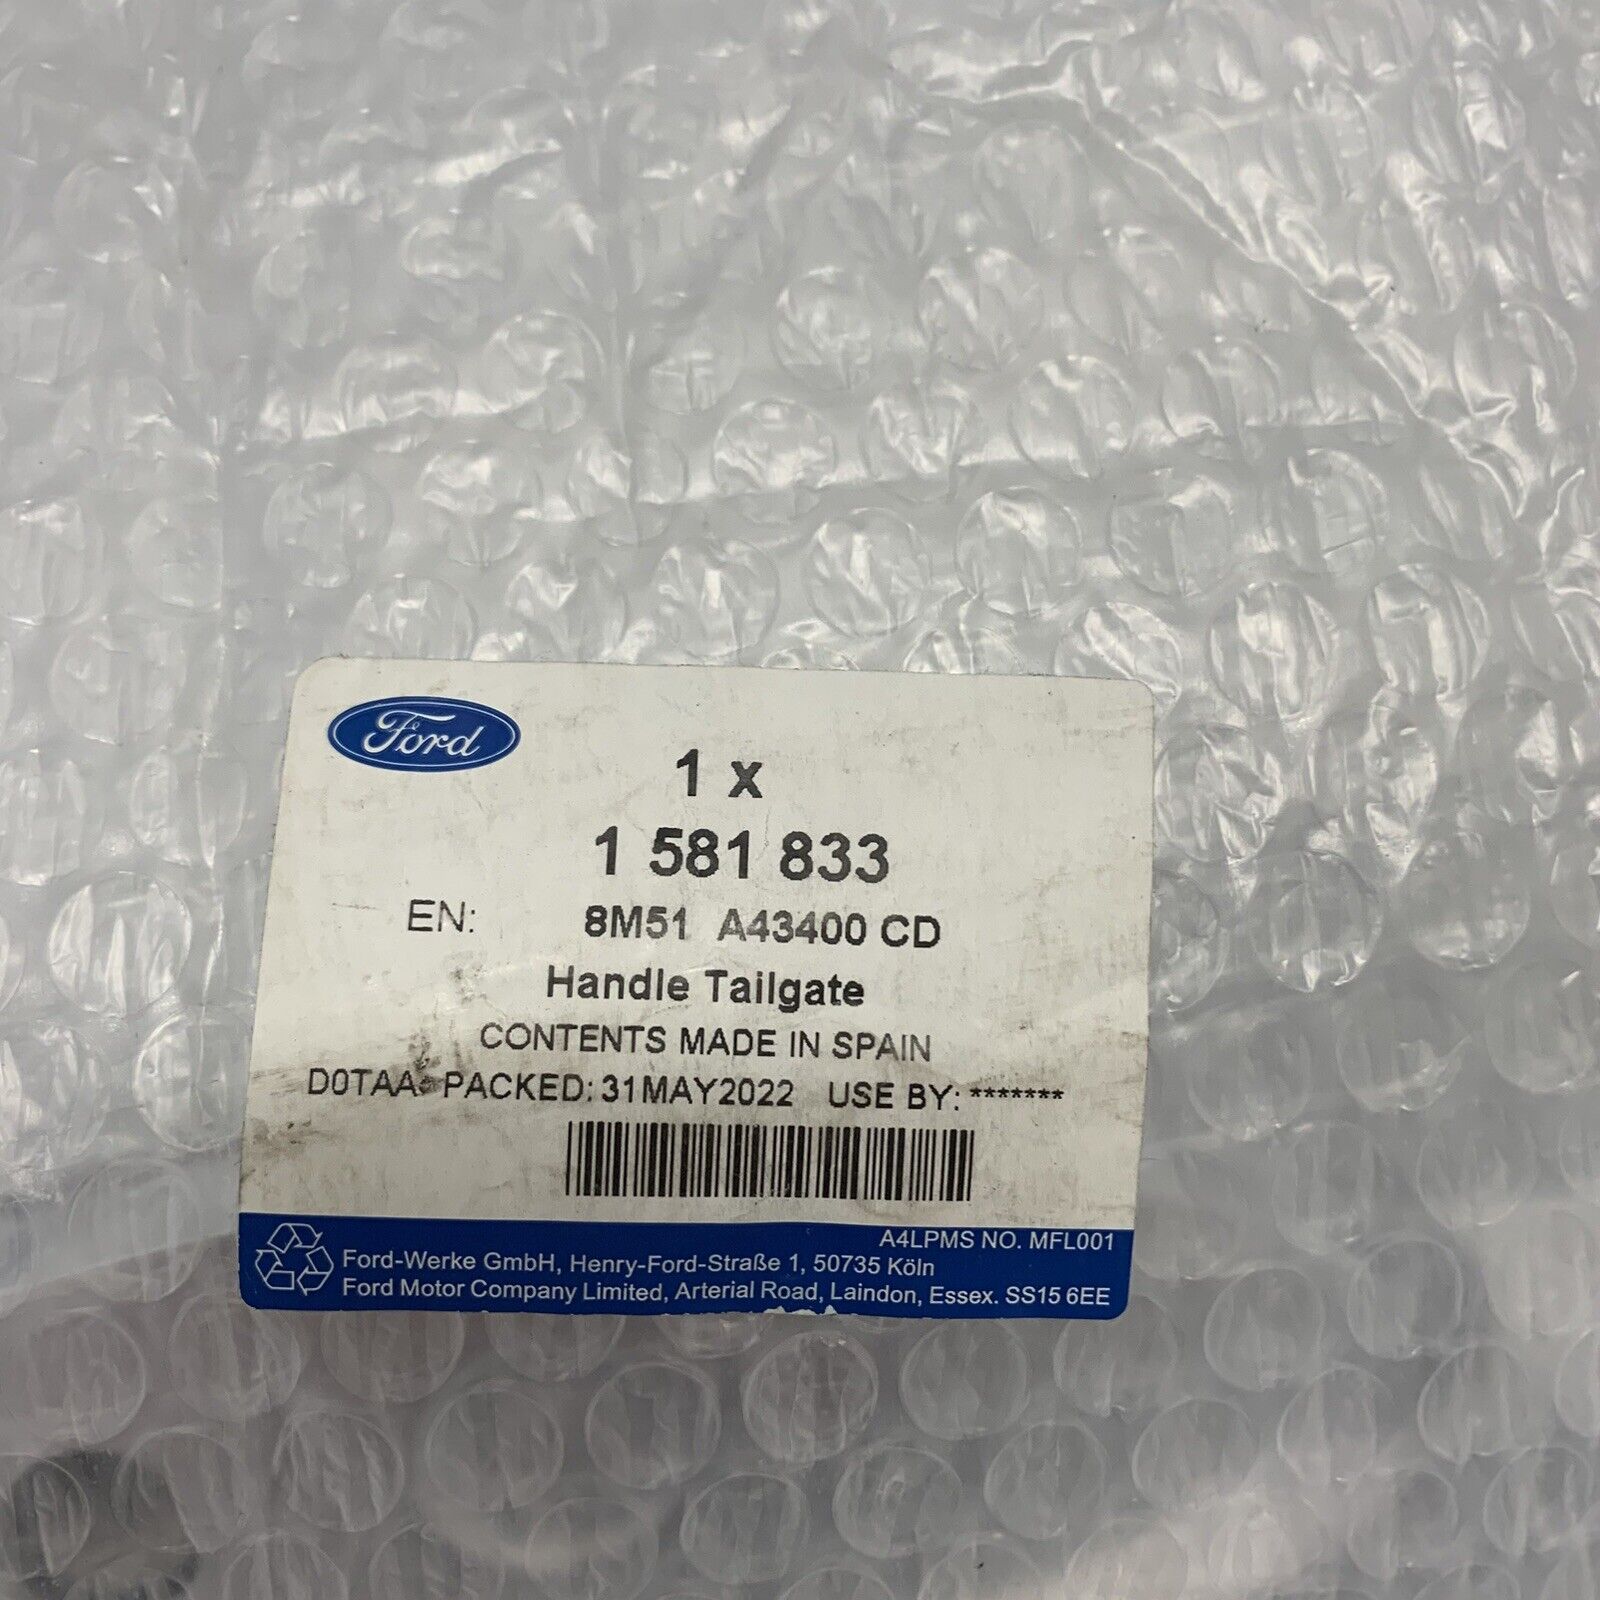 Ford
1 x
1 581 833
EN: 8M51 A43400 CD
Handle Tailgate
CONTENTS MADE IN SPAIN
D0TAA: PACKED: 31MAY2022 USE BY: *******
A4LPMS NO. MFL001
Ford-Werke GmbH, Henry-Ford-Straße 1, 50735 Köln
Ford Motor Company Limited, Arterial Road, Laindon, Essex. SS15 6EE